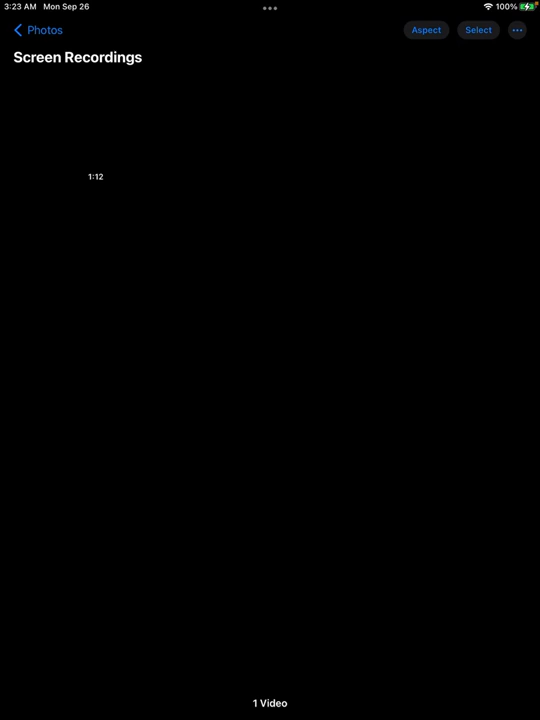 3:23 AM Mon Sep 26
100%
Photos
Aspect
Select
Screen Recordings
1:12
1 Video